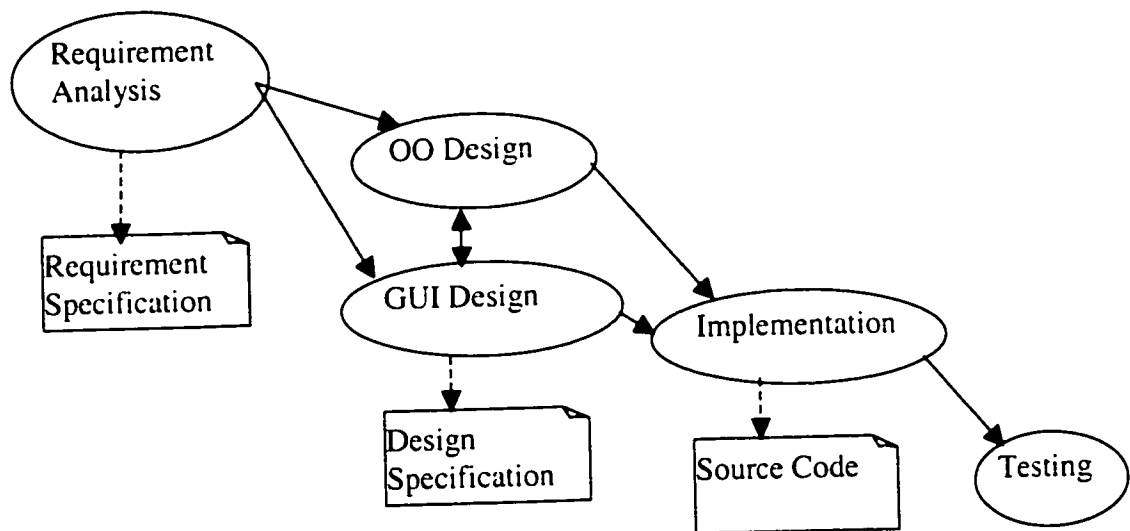 Requirement
Analysis
OO Design
Requirement
Specification
GUI Design
Implementation
Design
Specification
Source Code
Testing